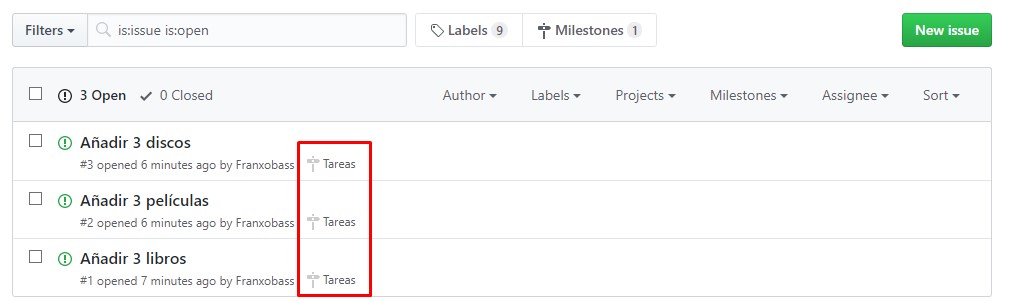 Filters is:issue is:open Labels 9 Milestones 1 New issue
3 Open 0 Closed Author Labels Projects Milestones Assignee Sort
Añadir 3 discos
#3 opened 6 minutes ago by Franxobass Tareas
Añadir 3 películas
#2 opened 6 minutes ago by Franxobass Tareas
Añadir 3 libros
#1 opened 7 minutes ago by Franxobass Tareas